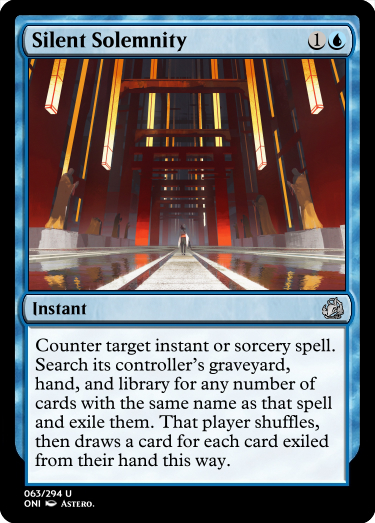 Silent Solemnity 1
Instant
Counter target instant or sorcery spell.
Search its controller's graveyard,
hand, and library for any number of
cards with the same name as that spell
and exile them. That player shuffles,
then draws a card for each card exiled
from their hand this way.
063/294 U
ONI ASTERO.